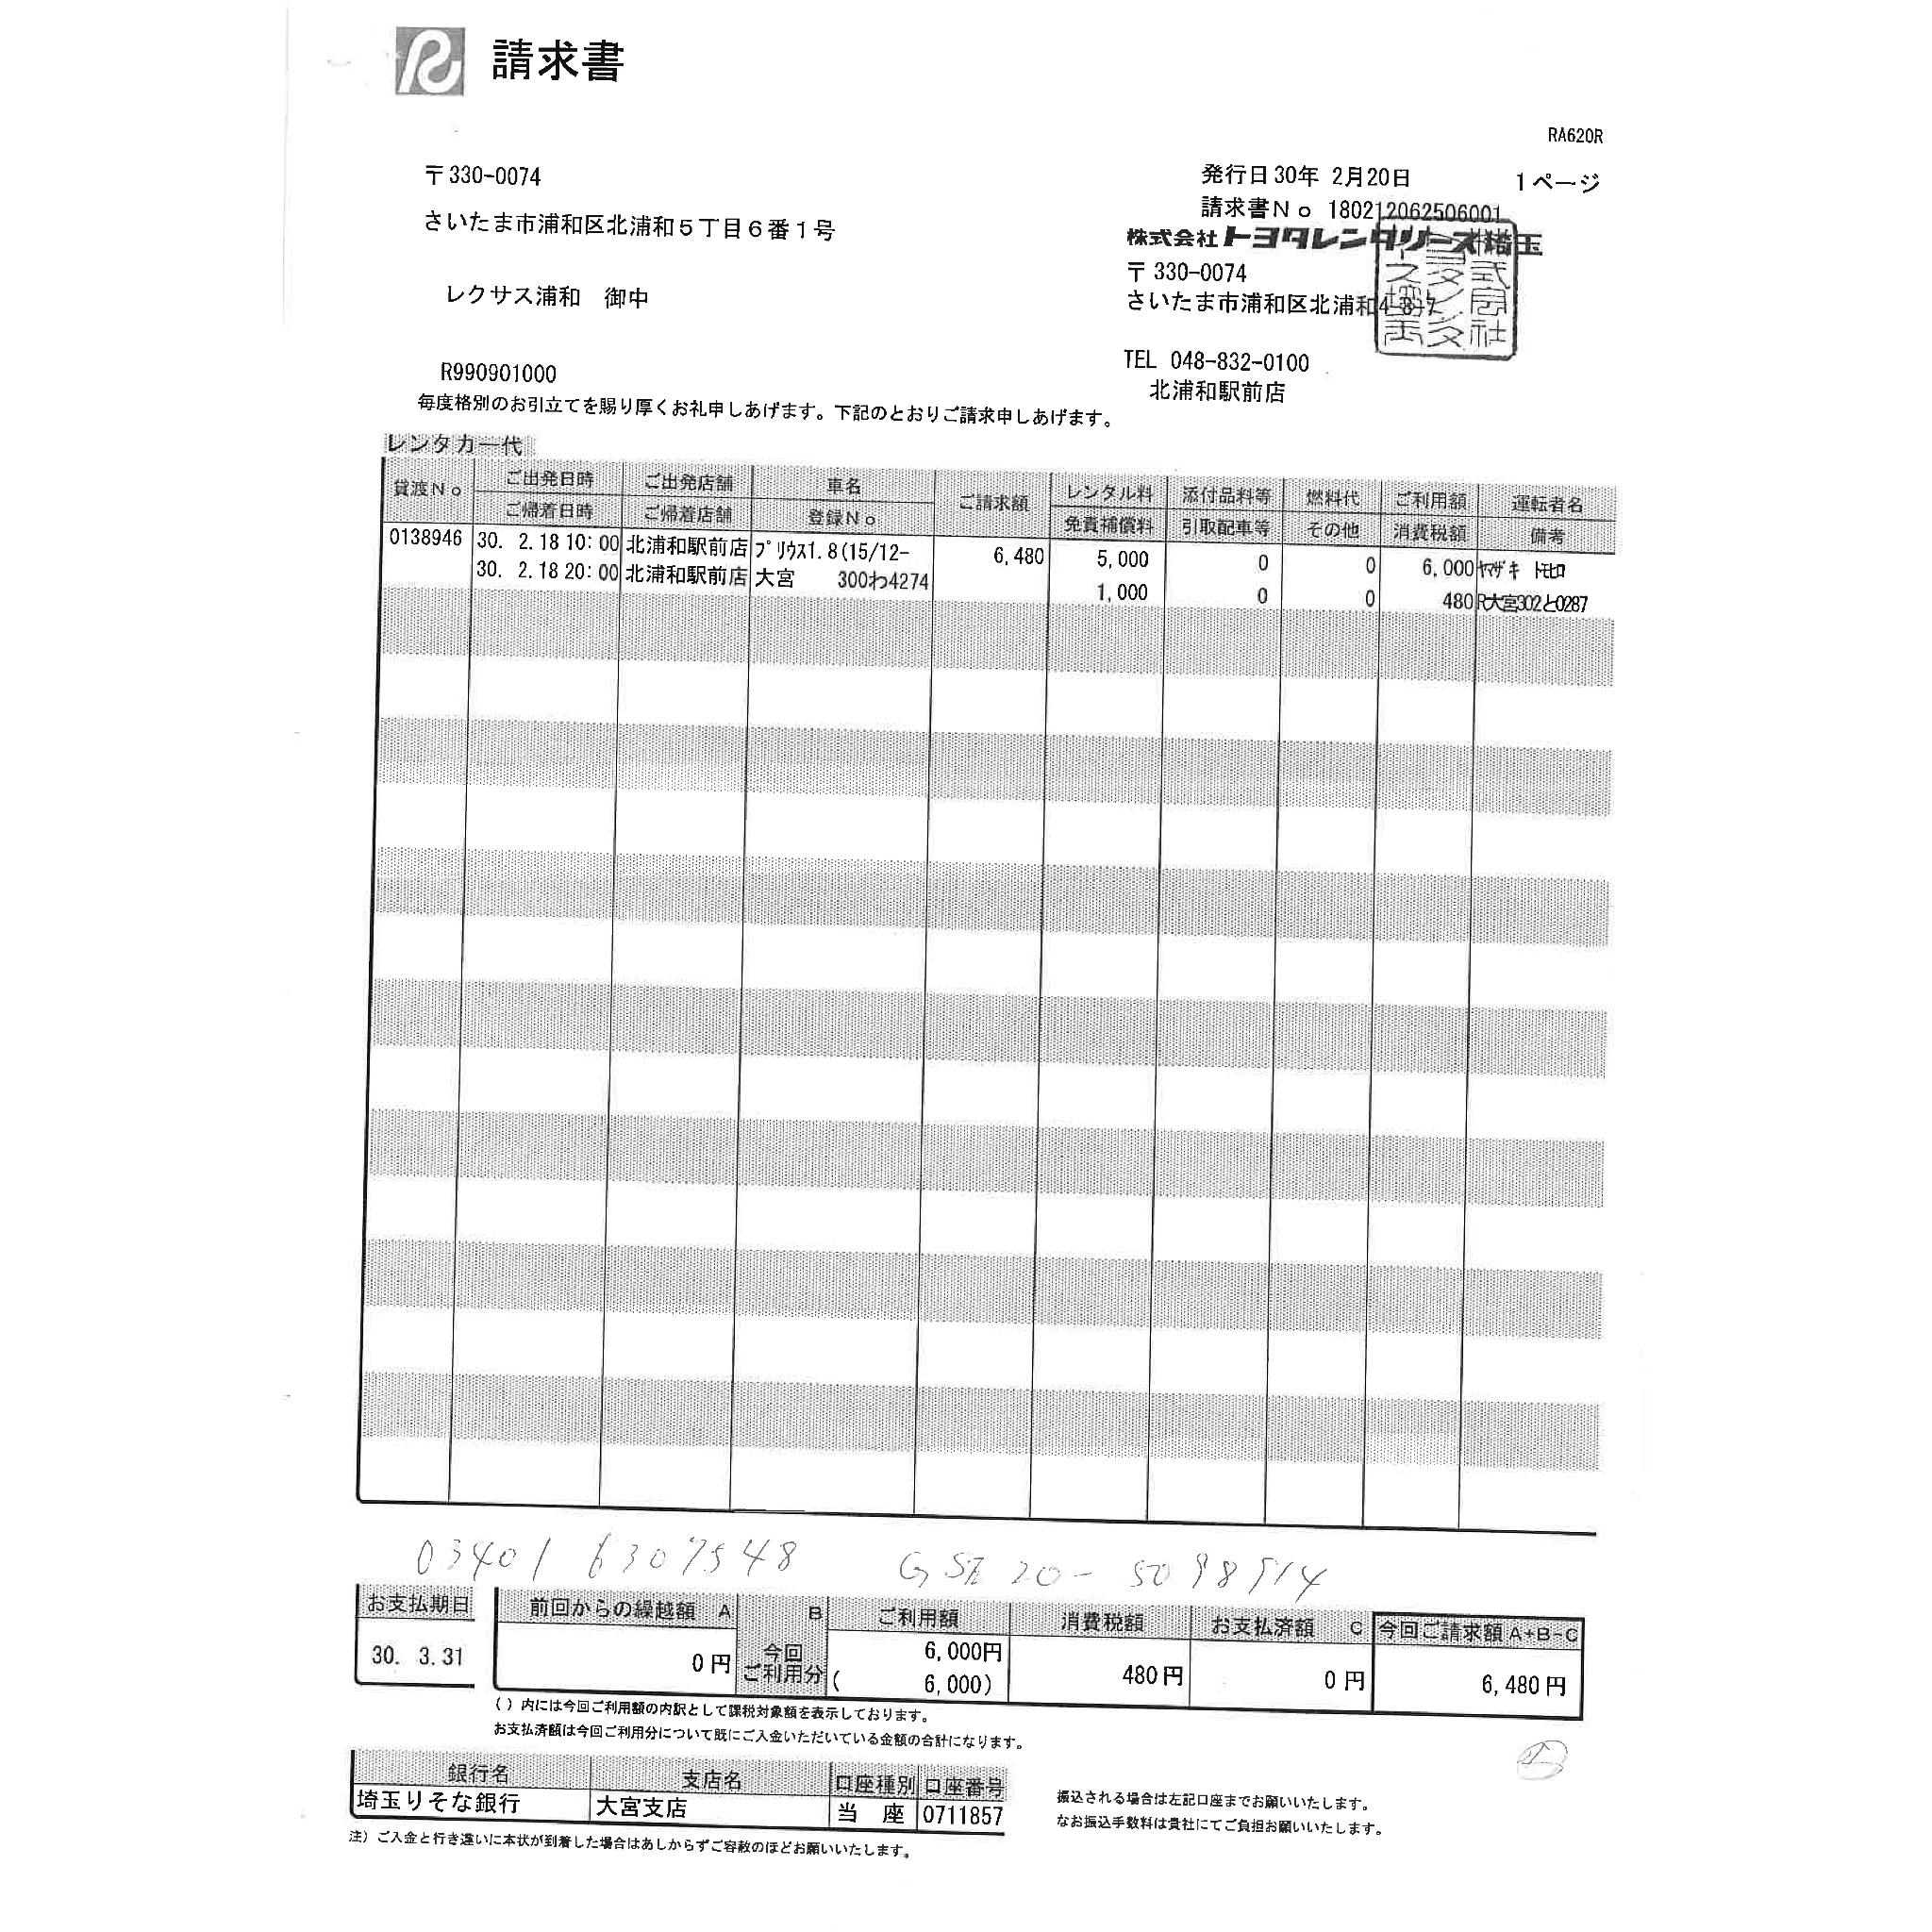 請求書
RA620R
〒330-0074
発行日30年 2月20日
1ページ
さいたま市浦和区北浦和5丁目6番1号
請求書No 180212062506001
株式会社トヨタレンタリース埼玉
〒330-0074
レクサス浦和 御中
さいたま市浦和区北浦和4-8-7
TEL 048-832-0100
R990901000
北浦和駅前店
毎度格別のお引立てを賜り厚くお礼申しあげます。下記のとおりご請求申しあげます。
レンタカー代
貸渡No ご出発日時 ご出発店舗 車名 ご請求額 レンタル料 添付品料等 燃料代 ご利用額 運転者名
ご帰着日時 ご帰着店舗 登録No 免責補償料 引取配車等 その他 消費税額 備考
0138946 30. 2.18 10:00 北浦和駅前店 プリウス1.8(15/12- 6,480 5,000 0 0 6,000 ヤマザキ トモヒロ
30. 2.18 20:00 北浦和駅前店 大宮 300わ4274 1,000 0 0 480 R大宮302と0287
03401 6307548
お支払期日 前回からの繰越額 A B ご利用額 消費税額 お支払済額 C 今回ご請求額 A+B-C
30. 3.31 0円 今回ご利用分 6,000円 480円 0円 6,480円
( 6,000)
( )内には今回ご利用額の内訳として課税対象額を表示しております。
お支払済額は今回ご利用分について既にご入金いただいている金額の合計になります。
銀行名 支店名 口座種別 口座番号
埼玉りそな銀行 大宮支店 当 座 0711857
振込される場合は左記口座までお願いいたします。
なお振込手数料は貴社にてご負担お願いいたします。
注)ご入金と行き違いに本状が到着した場合はあしからずご容赦のほどお願いいたします。